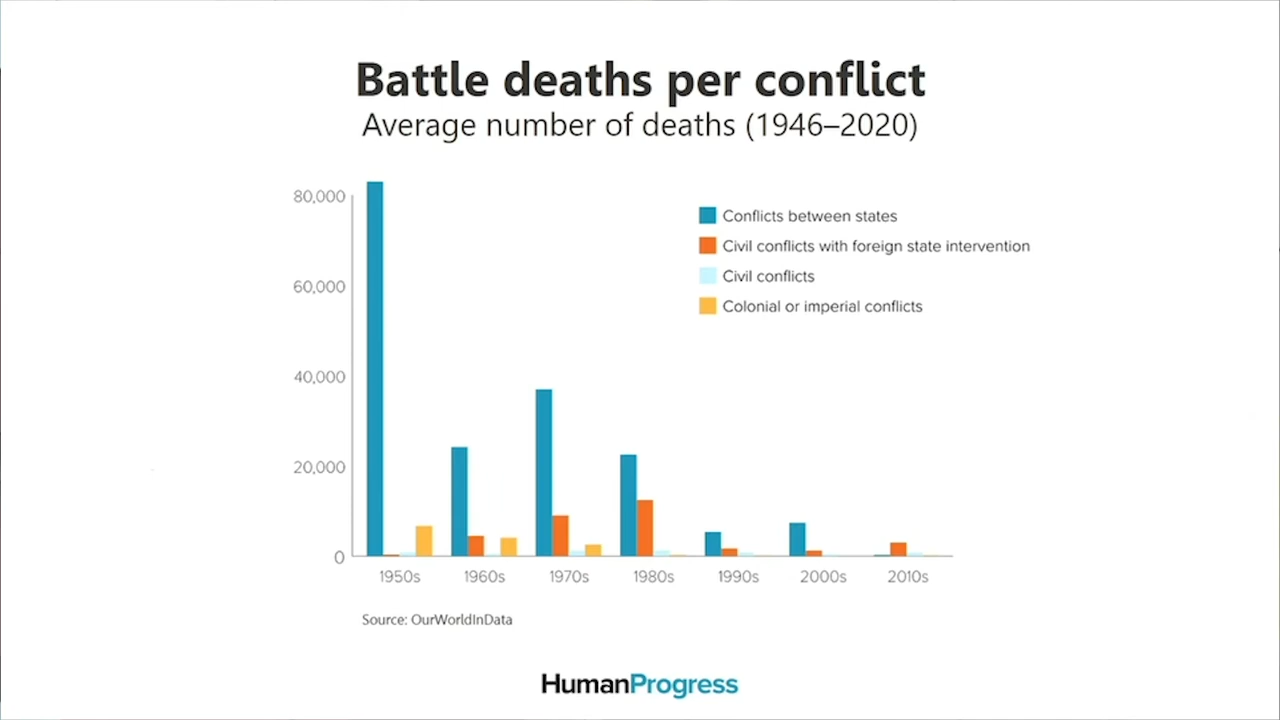 Battle deaths per conflict
Average number of deaths (1946–2020)
80,000
60,000
40,000
20,000
0
Conflicts between states
Civil conflicts with foreign state intervention
Civil conflicts
Colonial or imperial conflicts
1950s 1960s 1970s 1980s 1990s 2000s 2010s
Source: OurWorldInData
HumanProgress